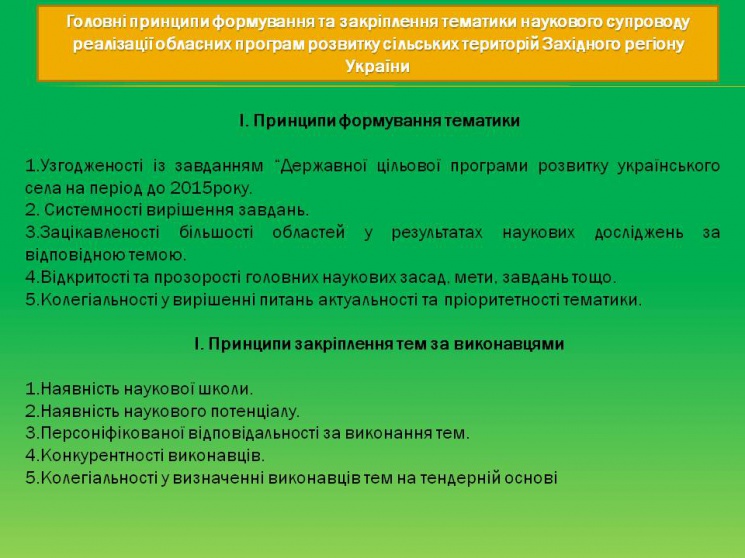 Головні принципи формування та закріплення тематики наукового супроводу
реалізації обласних програм розвитку сільських територій Західного регіону
України
І. Принципи формування тематики
1.Узгодженості із завданням “Державної цільової програми розвитку українського
села на період до 2015року.
2. Системності вирішення завдань.
3.Зацікавленості більшості областей у результатах наукових досліджень за
відповідною темою.
4.Відкритості та прозорості головних наукових засад, мети, завдань тощо.
5.Колегіальності у вирішенні питань актуальності та пріоритетності тематики.
І. Принципи закріплення тем за виконавцями
1.Наявність наукової школи.
2.Наявність наукового потенціалу.
3.Персоніфікованої відповідальності за виконання тем.
4.Конкурентності виконавців.
5.Колегіальності у визначенні виконавців тем на тендерній основі